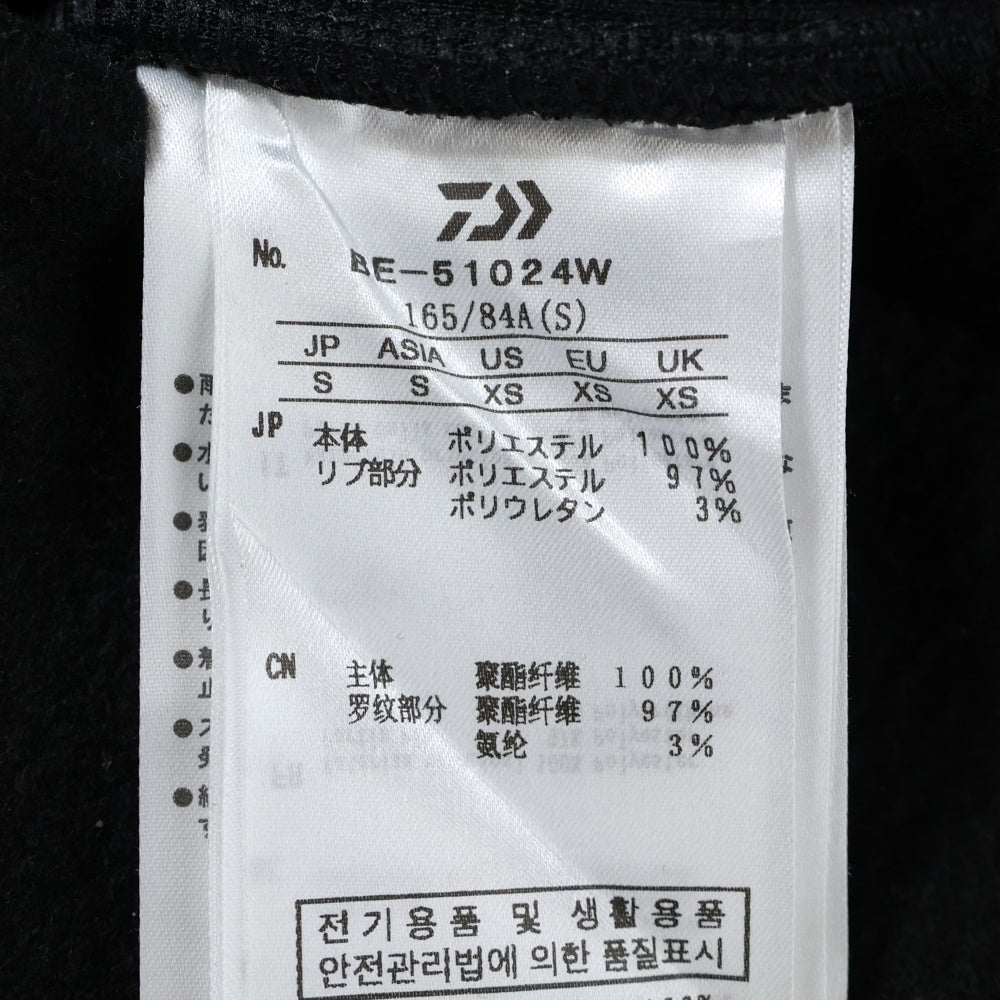 No. BE-51024W
165/84A(S)
JP ASIA US EU UK
S S XS XS XS
JP 本体 ポリエステル 100%
リブ部分 ポリエステル 97%
ポリウレタン 3%
CN 主体 聚酯纤维 100%
罗纹部分 聚酯纤维 97%
氨纶 3%
전기용품 및 생활용품
안전관리법에 의한 품질표시